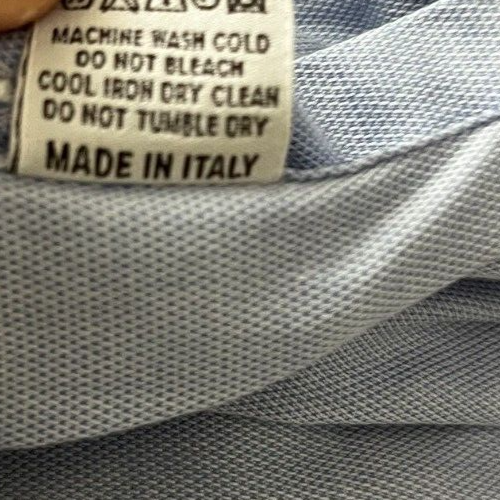 MACHINE WASH COLD
DO NOT BLEACH
COOL IRON DRY CLEAN
DO NOT TUMBLE DRY
MADE IN ITALY